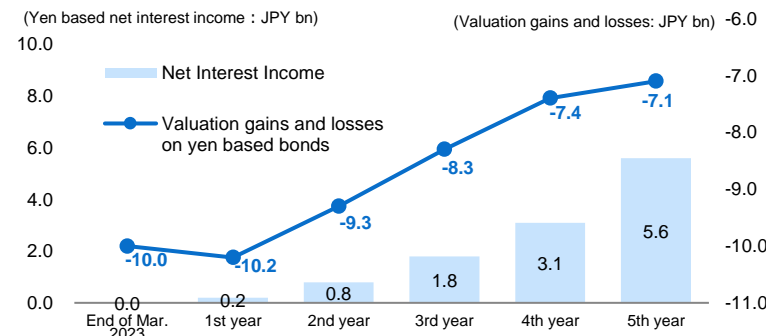 (Yen based net interest income : JPY bn)
(Valuation gains and losses: JPY bn)
10.0
8.0
6.0
4.0
2.0
0.0
-6.0
-7.0
-8.0
-9.0
-10.0
-11.0
Net Interest Income
Valuation gains and losses
on yen based bonds
-10.0
-10.2
-9.3
-8.3
-7.4
-7.1
0.0
0.2
0.8
1.8
3.1
5.6
End of Mar.
2023
1st year
2nd year
3rd year
4th year
5th year